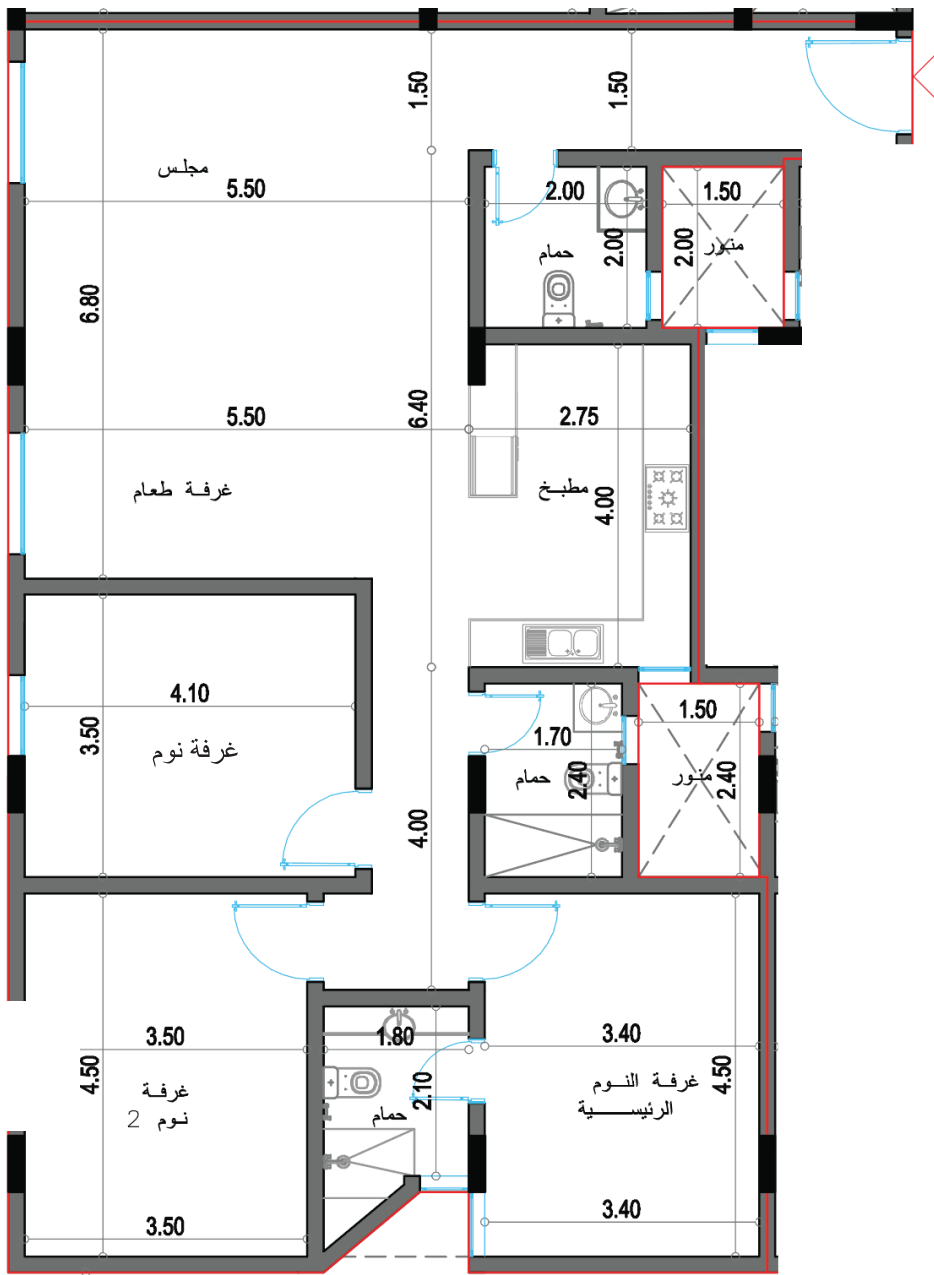 1.50
1.50
مجلس
5.50
2.00
1.50
حمام
2.00
2.00
منور
6.80
6.40
5.50
2.75
غرفة طعام
مطبخ
4.00
4.10
3.50
غرفة نوم
1.70
1.50
حمام
2.40
منور
2.40
4.00
3.50
1.80
3.40
4.50
غرفة
نوم 2
2.10
حمام
غرفة النوم
الرئيسية
4.50
3.50
3.40